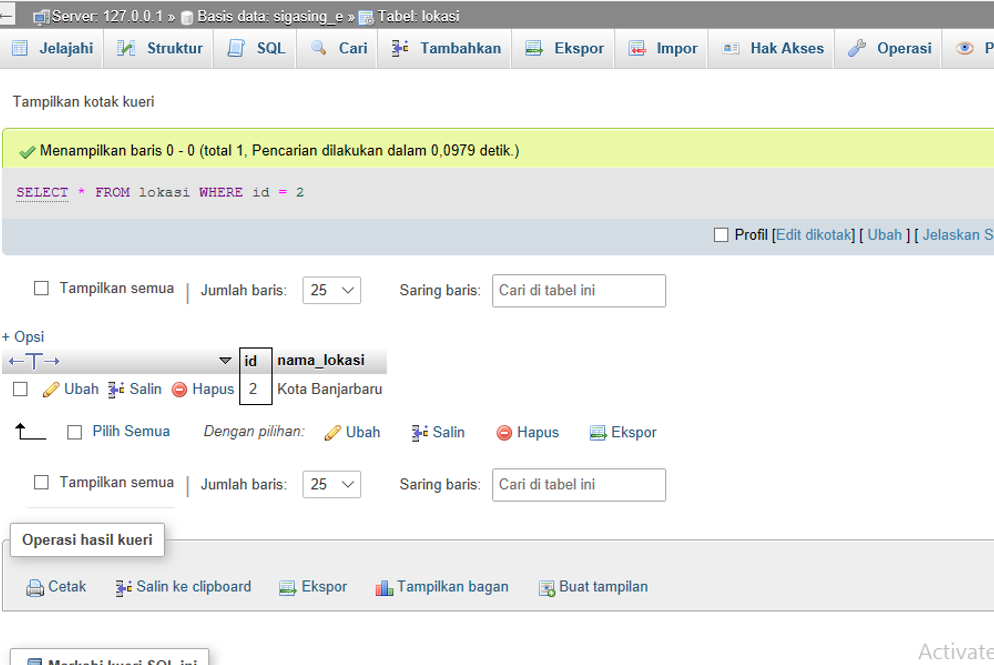 Server: 127.0.0.1 » Basis data: sigasing_e » Tabel: lokasi
Jelajahi Struktur SQL Cari Tambahkan Ekspor Impor Hak Akses Operasi P
Tampilkan kotak kueri
Menampilkan baris 0 - 0 (total 1, Pencarian dilakukan dalam 0,0979 detik.)
SELECT * FROM lokasi WHERE id = 2
Profil [Edit dikotak] [ Ubah ] [ Jelaskan S
Tampilkan semua | Jumlah baris: 25 Saring baris: Cari di tabel ini
+ Opsi
←T→ id nama_lokasi
Ubah Salin Hapus 2 Kota Banjarbaru
Pilih Semua Dengan pilihan: Ubah Salin Hapus Ekspor
Tampilkan semua | Jumlah baris: 25 Saring baris: Cari di tabel ini
Operasi hasil kueri
Cetak Salin ke clipboard Ekspor Tampilkan bagan Buat tampilan
Markahi kueri SQL ini
Activate